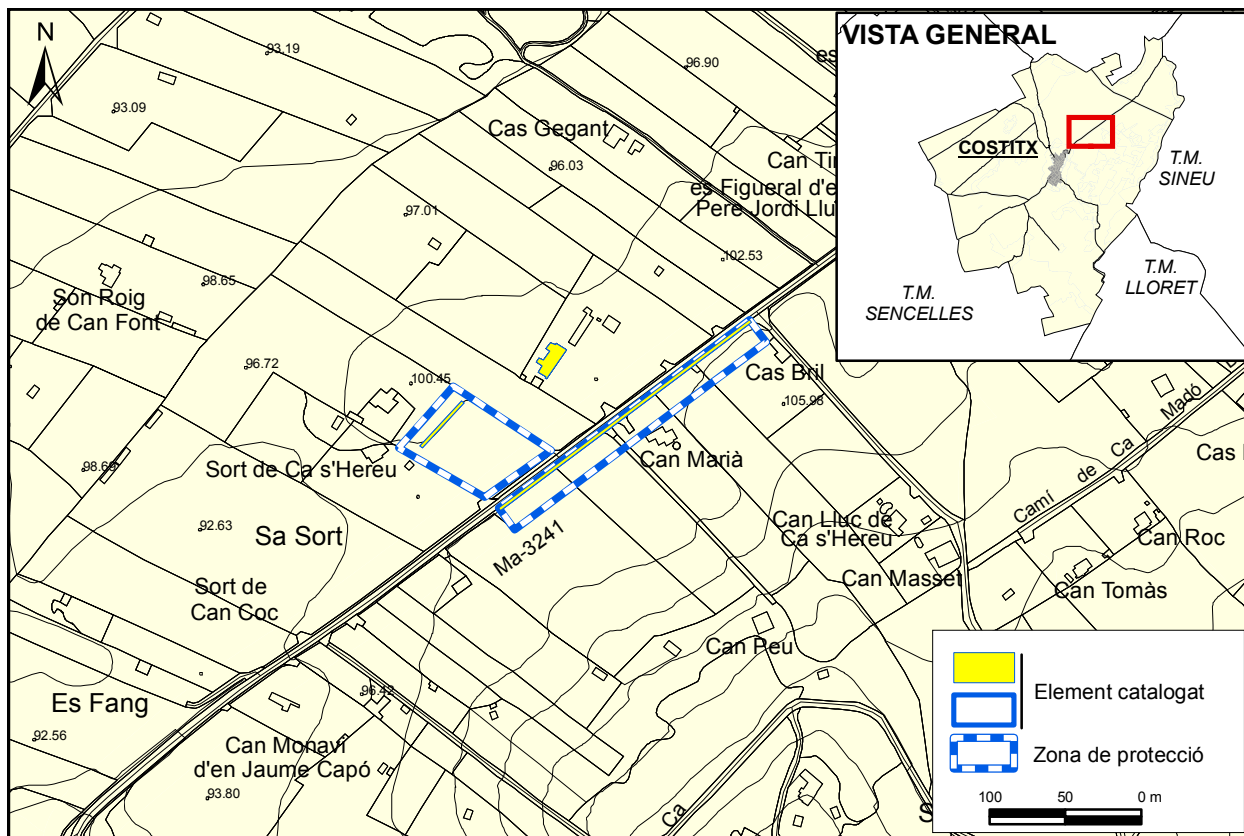 N
93.19
96.90
es
93.09
Cas Gegant
96.03
Can Tir
es Figueral d'e
Pere Jordi Llu
97.01
102.53
98.65
Són Roig
de Can Font
96.72
100.45
Cas Bril
105.98
98.69
Sort de Ca s'Hereu
Can Marià
92.63
Sa Sort
Ma-3241
Camí de Ca Madó
Cas
Can Lluc de
Ca s'Hereu
Can Roc
Can Masset
Can Tomàs
Sort de
Can Coc
Can Peu
96.42
Es Fang
92.56
Can Monaví
d'en Jaume Capó
93.80
Ca
S
VISTA GENERAL
COSTITX
T.M.
SINEU
T.M.
LLORET
T.M.
SENCELLES
Element catalogat
Zona de protecció
100 50 0 m